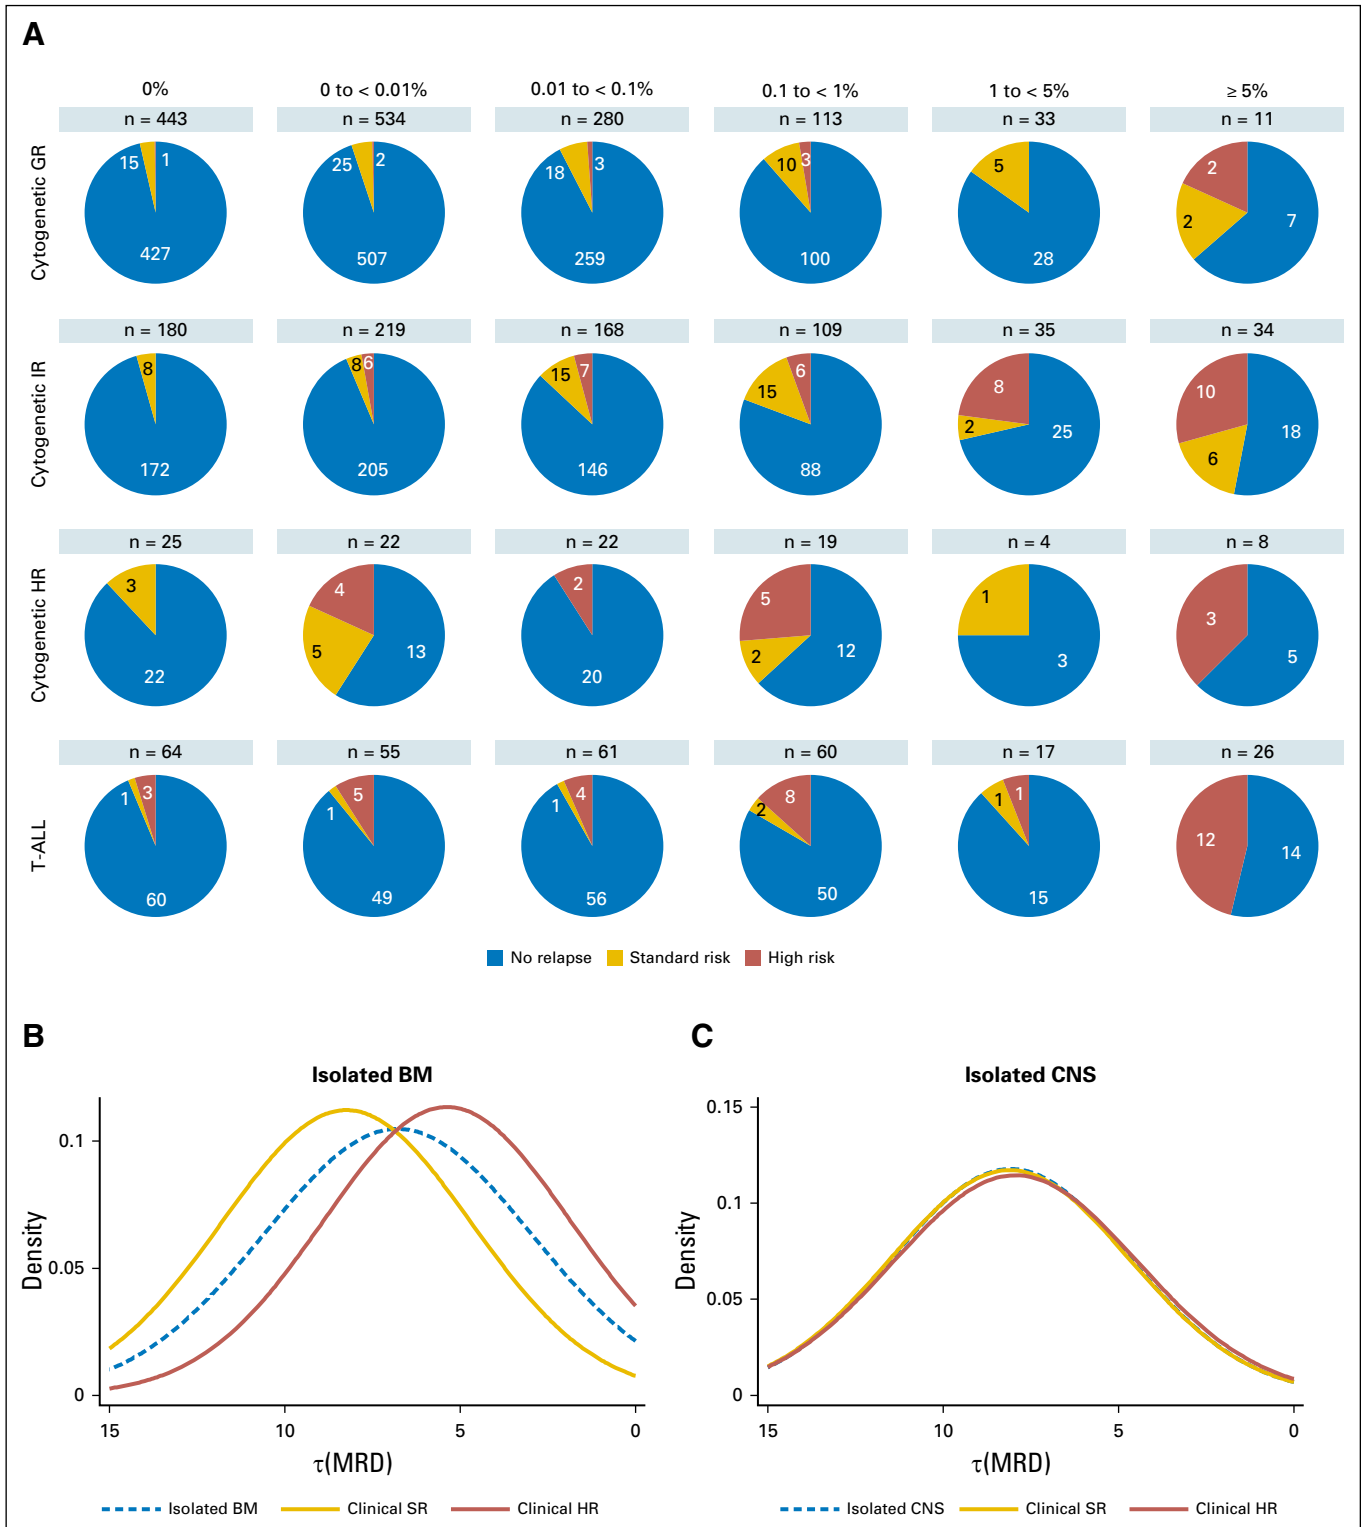 A
0% 0 to < 0.01% 0.01 to < 0.1% 0.1 to < 1% 1 to < 5% ≥ 5%
n = 443 n = 534 n = 280 n = 113 n = 33 n = 11
Cytogenetic GR
15 1 25 2 18 3 10 3 5 2 2 7
427 507 259 100 28
n = 180 n = 219 n = 168 n = 109 n = 35 n = 34
Cytogenetic IR
8 8 6 15 7 15 6 8 2 25 10 6 18
172 205 146 88
n = 25 n = 22 n = 22 n = 19 n = 4 n = 8
Cytogenetic HR
3 4 5 13 2 5 2 12 1 3 3 5
22 20
n = 64 n = 55 n = 61 n = 60 n = 17 n = 26
T-ALL
1 3 1 5 1 4 2 8 1 1 12 14
60 49 56 50 15
No relapse Standard risk High risk
B
Isolated BM
Density
0.1
0.05
0
15 10 5 0
τ(MRD)
Isolated BM Clinical SR Clinical HR
C
Isolated CNS
Density
0.15
0.1
0.05
0
15 10 5 0
τ(MRD)
Isolated CNS Clinical SR Clinical HR